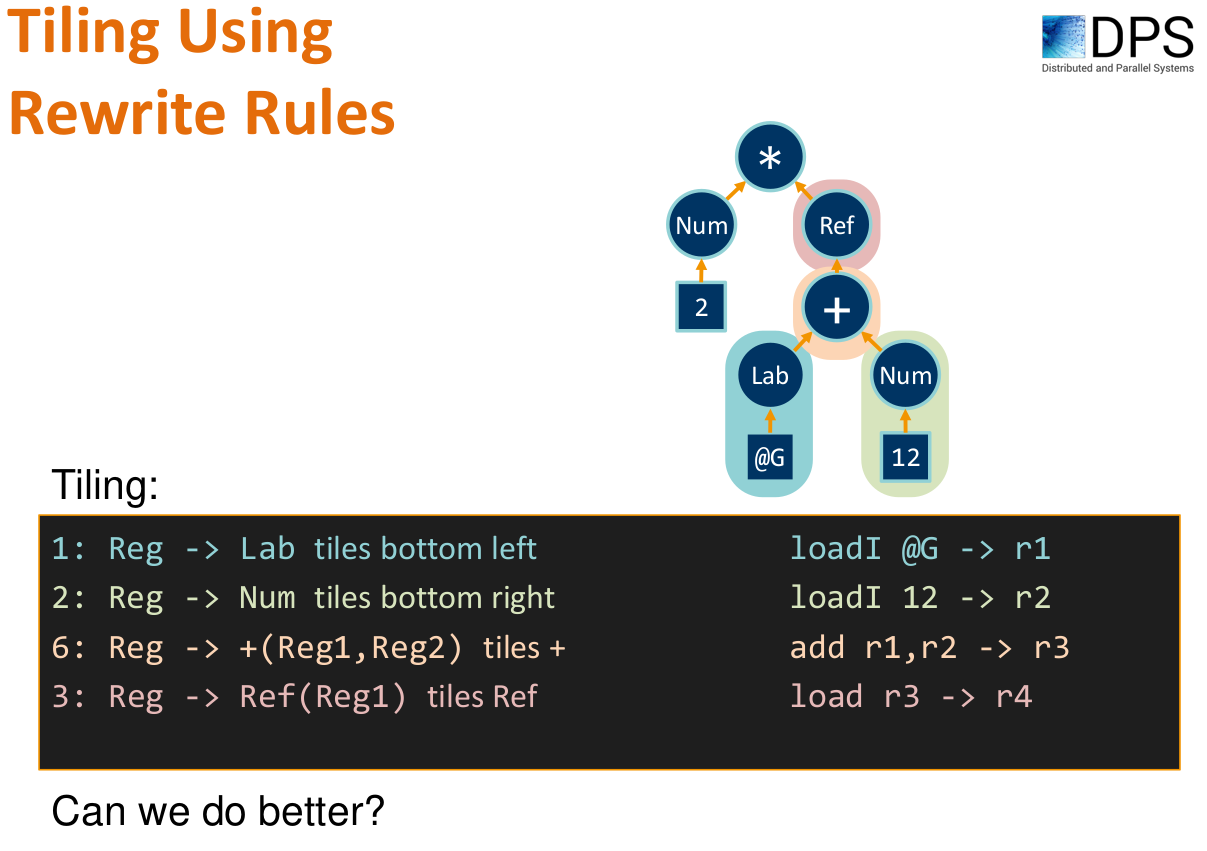 Tiling Using
Rewrite Rules
DPS
Distributed and Parallel Systems
*
Num
Ref
2
+
Lab
Num
@G
12
Tiling:
1: Reg -> Lab tiles bottom left loadI @G -> r1
2: Reg -> Num tiles bottom right loadI 12 -> r2
6: Reg -> +(Reg1,Reg2) tiles + add r1,r2 -> r3
3: Reg -> Ref(Reg1) tiles Ref load r3 -> r4
Can we do better?